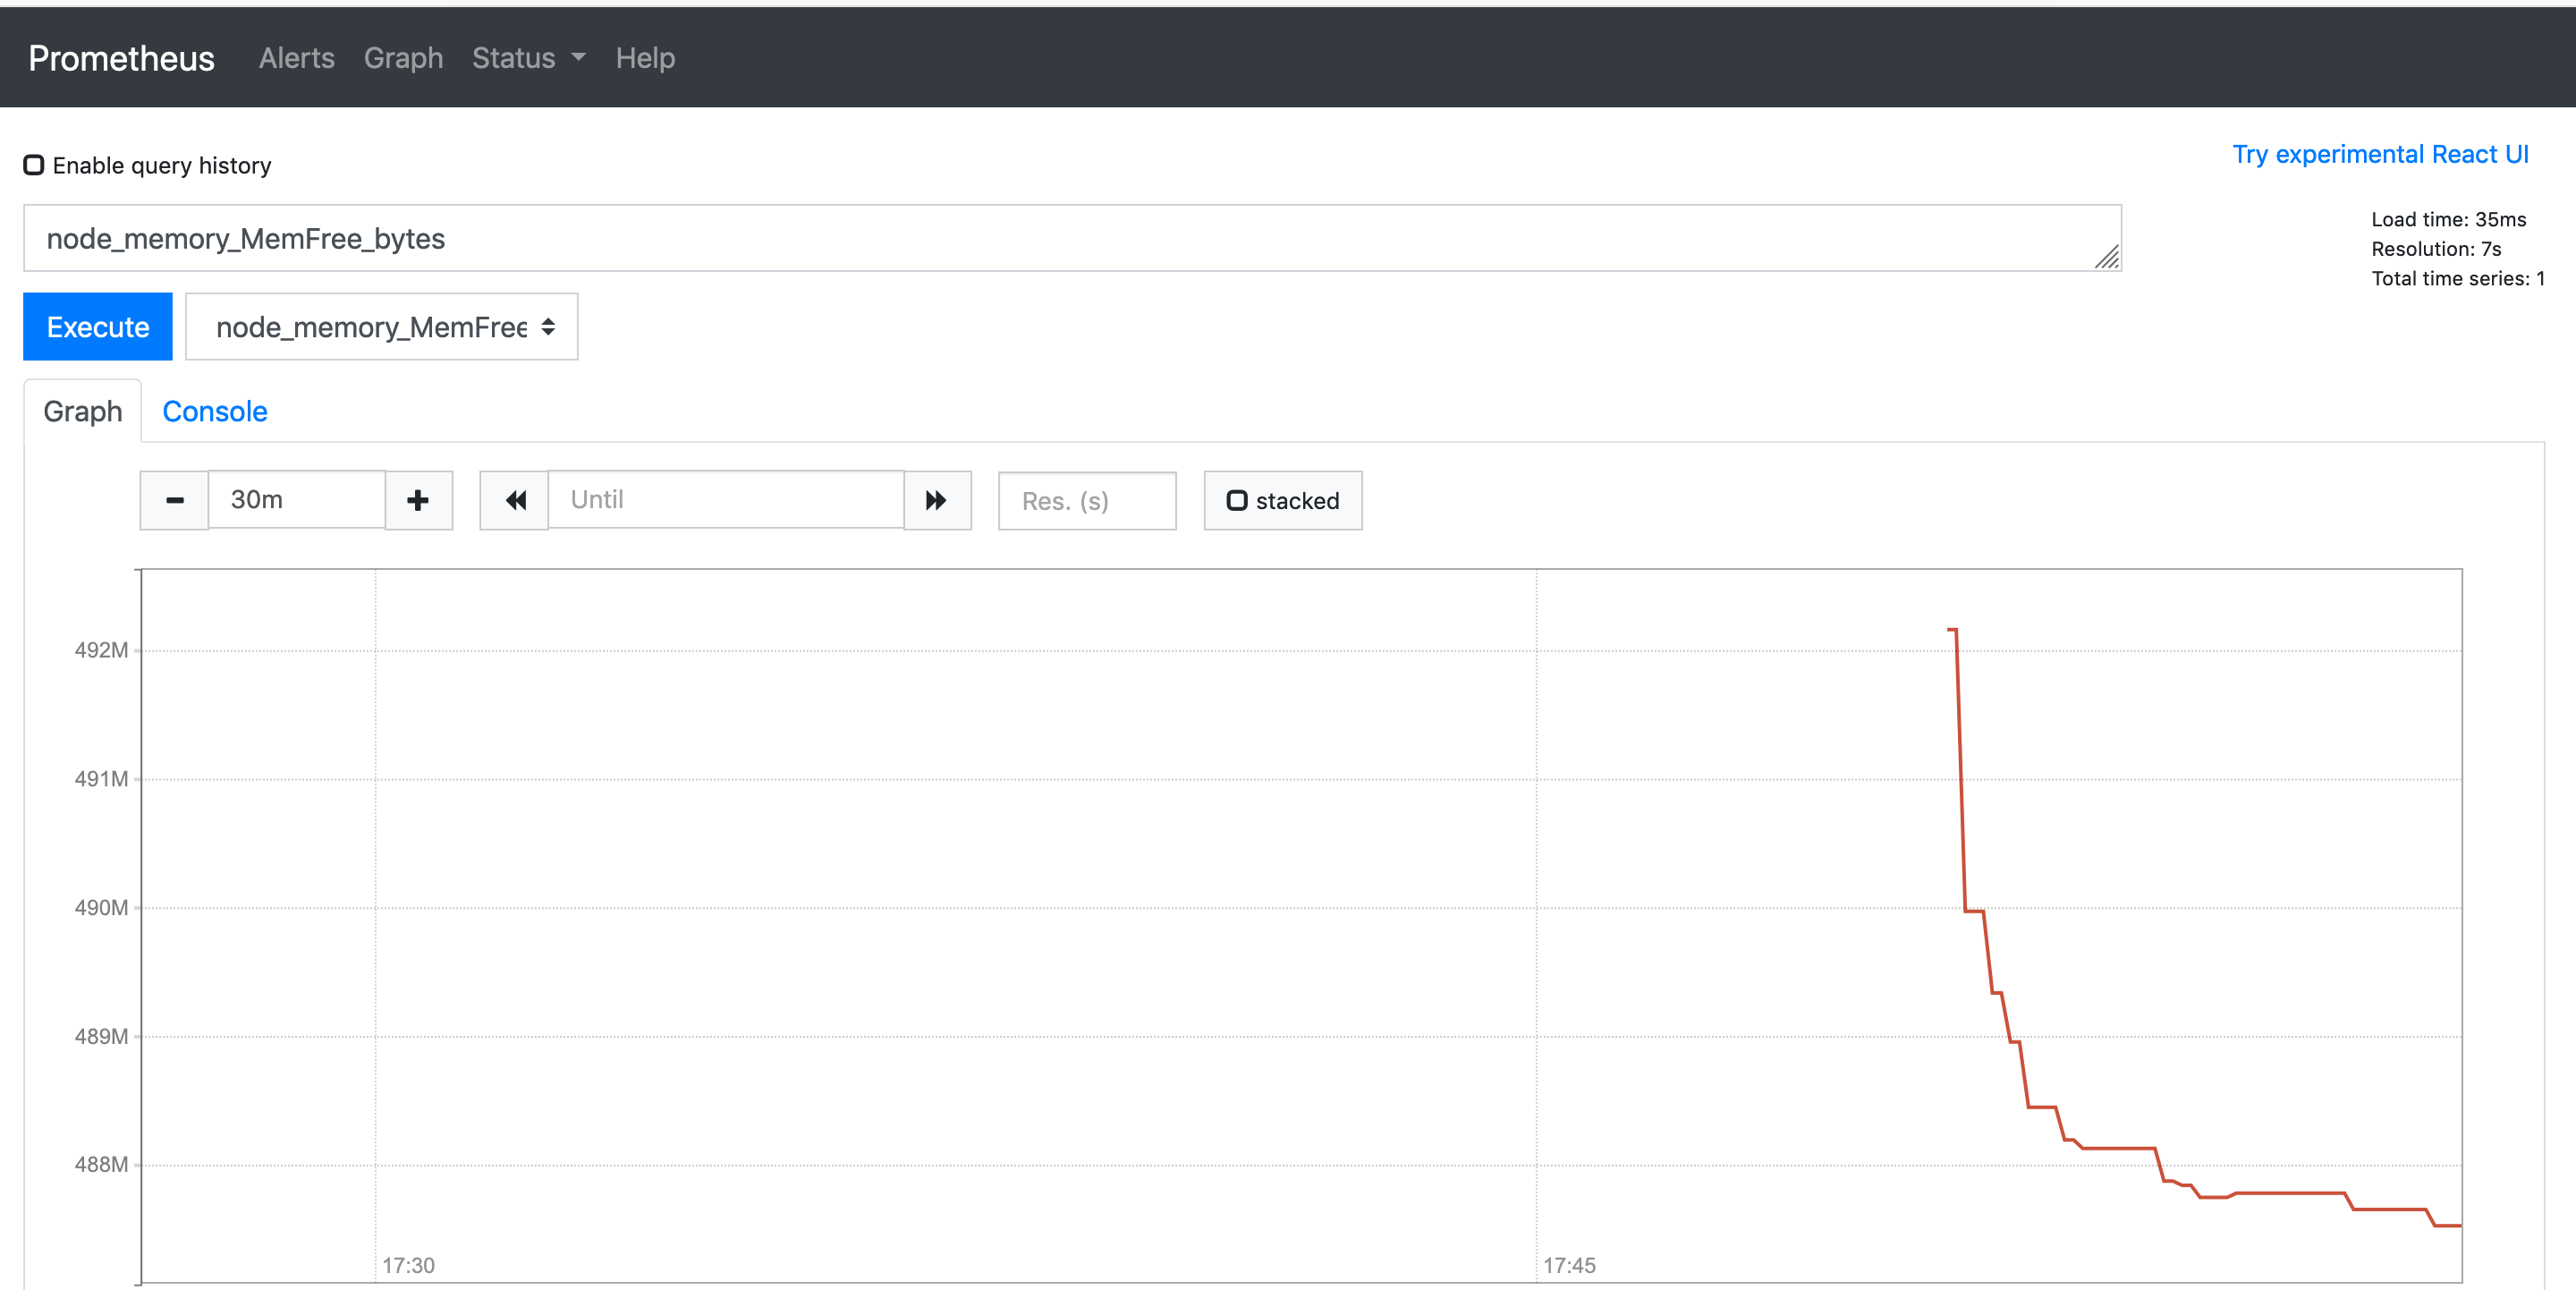 Prometheus Alerts Graph Status Help
Enable query history
Try experimental React UI
node_memory_MemFree_bytes
Load time: 35ms
Resolution: 7s
Total time series: 1
Execute
node_memory_MemFree
Graph Console
30m
Until
Res. (s)
stacked
492M
491M
490M
489M
488M
17:30
17:45